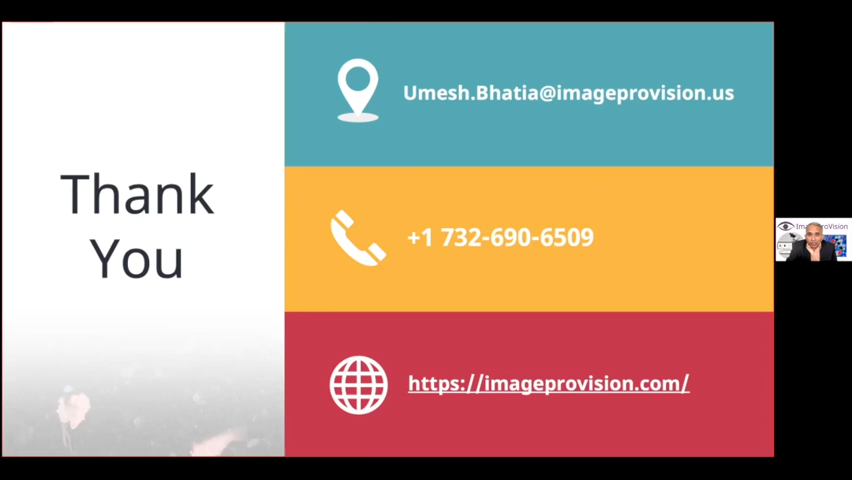 Thank
You
Umesh.Bhatia@imageprovision.us
+1 732-690-6509
https://imageprovision.com/